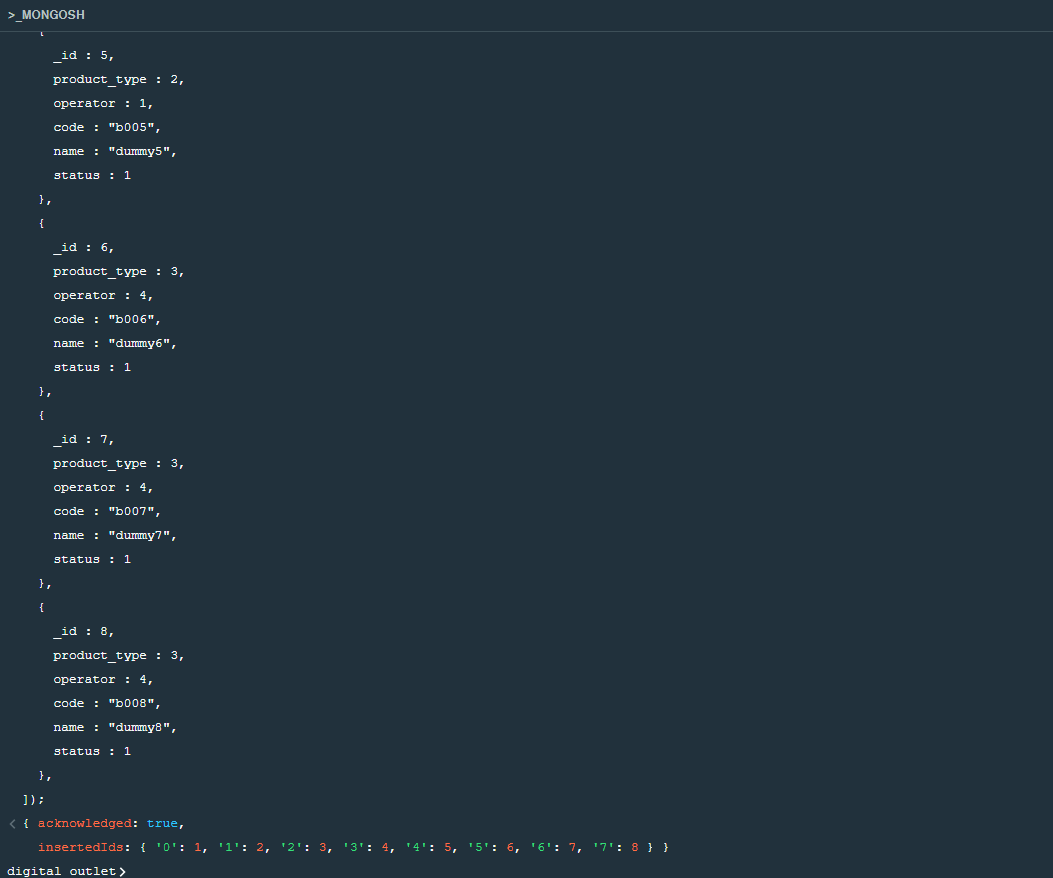 >_MONGOSH
{
_id : 5,
product_type : 2,
operator : 1,
code : "b005",
name : "dummy5",
status : 1
},
{
_id : 6,
product_type : 3,
operator : 4,
code : "b006",
name : "dummy6",
status : 1
},
{
_id : 7,
product_type : 3,
operator : 4,
code : "b007",
name : "dummy7",
status : 1
},
{
_id : 8,
product_type : 3,
operator : 4,
code : "b008",
name : "dummy8",
status : 1
},
]);
< { acknowledged: true,
insertedIds: { '0': 1, '1': 2, '2': 3, '3': 4, '4': 5, '5': 6, '6': 7, '7': 8 } }
digital_outlet>